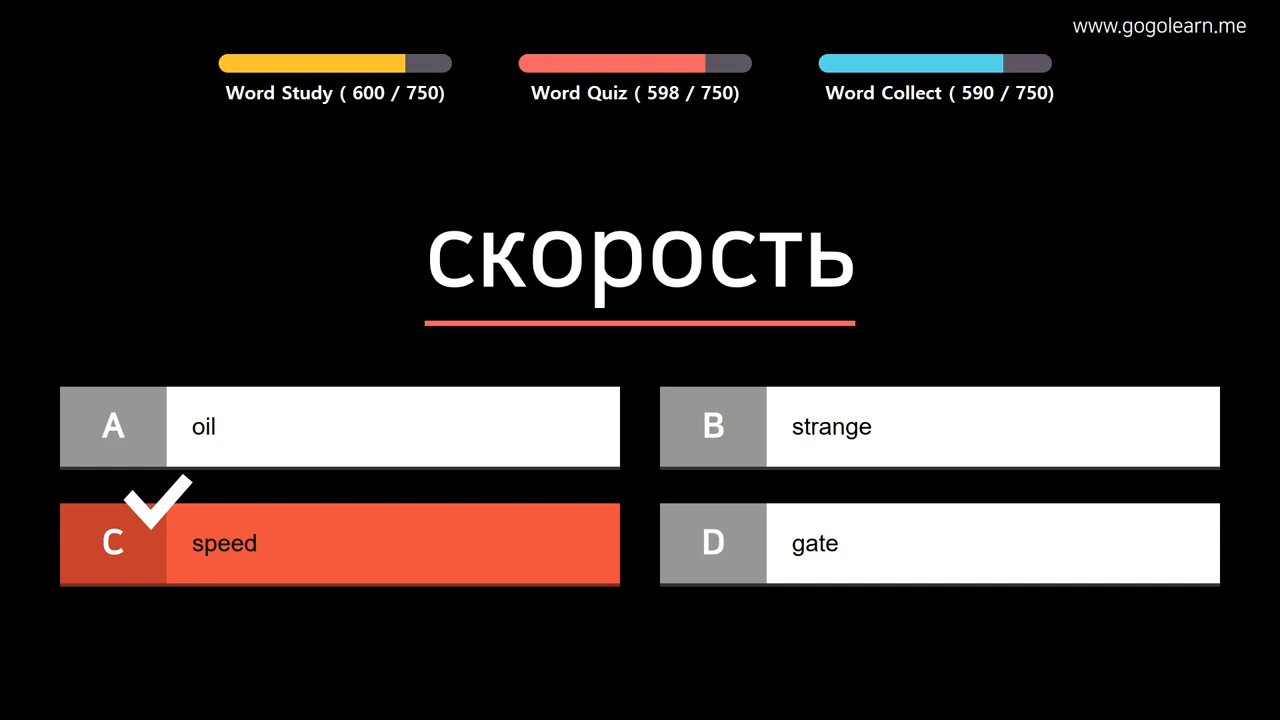 www.gogolearn.me
Word Study ( 600 / 750)
Word Quiz ( 598 / 750)
Word Collect ( 590 / 750)
скорость
A
oil
B
strange
C
speed
D
gate